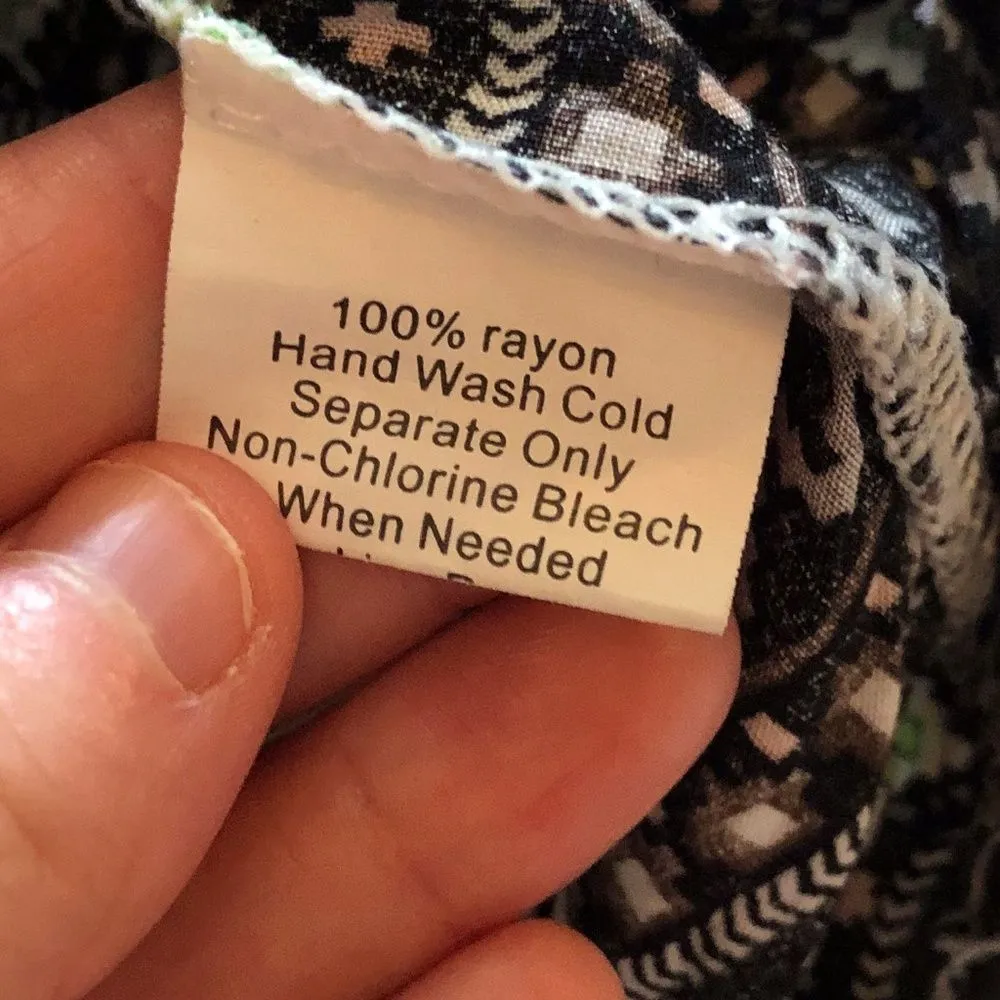 100% rayon
Hand Wash Cold
Separate Only
Non-Chlorine Bleach
When Needed